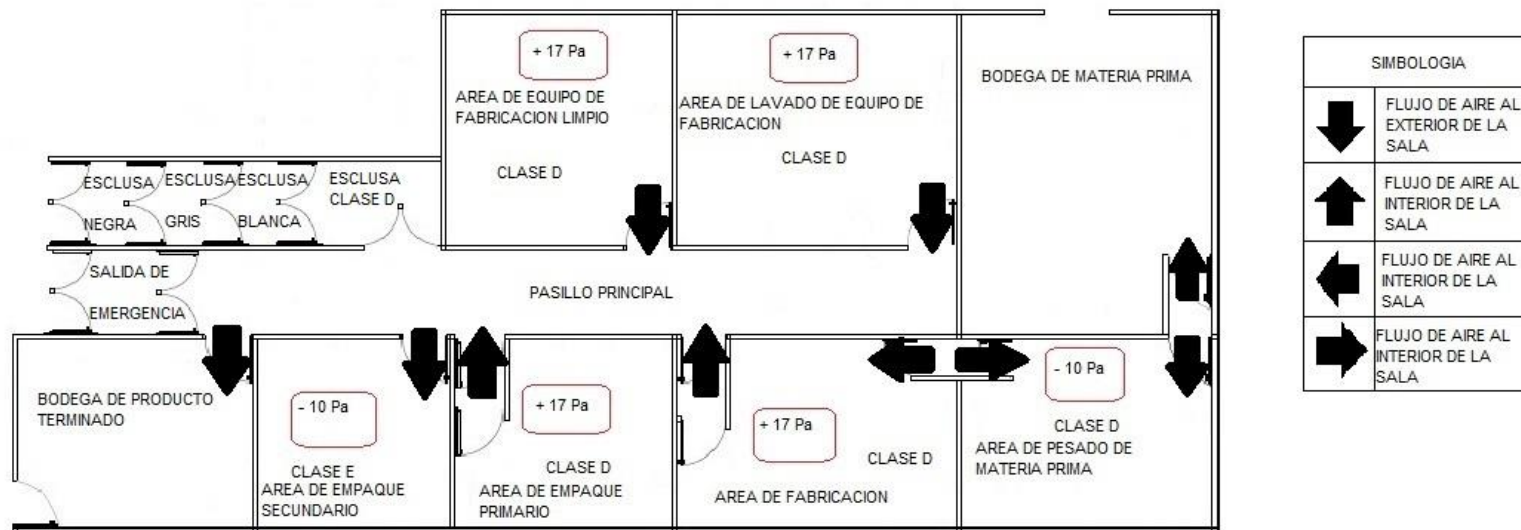 + 17 Pa
AREA DE EQUIPO DE
FABRICACION LIMPIO
CLASE D
+ 17 Pa
AREA DE LAVADO DE EQUIPO DE
FABRICACION
CLASE D
BODEGA DE MATERIA PRIMA
ESCLUSA
NEGRA
ESCLUSA
GRIS
ESCLUSA
BLANCA
ESCLUSA
CLASE D
SALIDA DE
EMERGENCIA
PASILLO PRINCIPAL
BODEGA DE PRODUCTO
TERMINADO
- 10 Pa
CLASE E
AREA DE EMPAQUE
SECUNDARIO
+ 17 Pa
CLASE D
AREA DE EMPAQUE
PRIMARIO
+ 17 Pa
CLASE D
AREA DE FABRICACION
- 10 Pa
CLASE D
AREA DE PESADO DE
MATERIA PRIMA
SIMBOLOGIA
FLUJO DE AIRE AL
EXTERIOR DE LA
SALA
FLUJO DE AIRE AL
INTERIOR DE LA
SALA
FLUJO DE AIRE AL
INTERIOR DE LA
SALA
FLUJO DE AIRE AL
INTERIOR DE LA
SALA